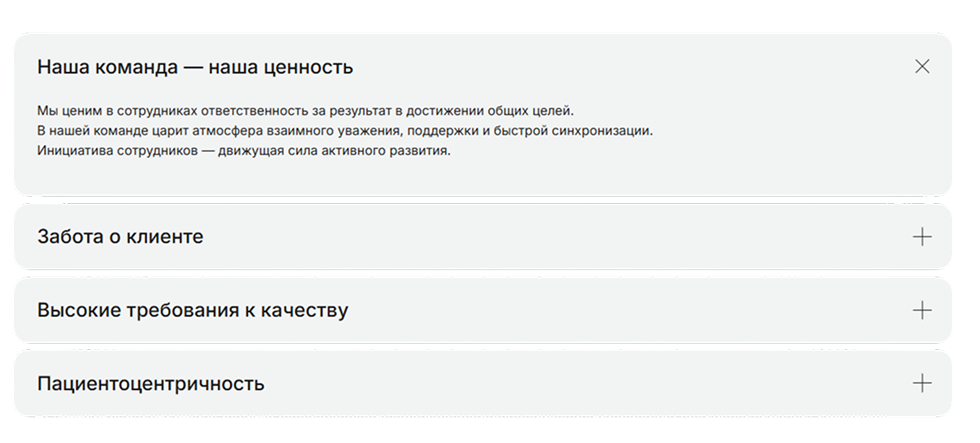 Наша команда — наша ценность
Мы ценим в сотрудниках ответственность за результат в достижении общих целей.
В нашей команде царит атмосфера взаимного уважения, поддержки и быстрой синхронизации.
Инициатива сотрудников — движущая сила активного развития.
Забота о клиенте
Высокие требования к качеству
Пациентоцентричность